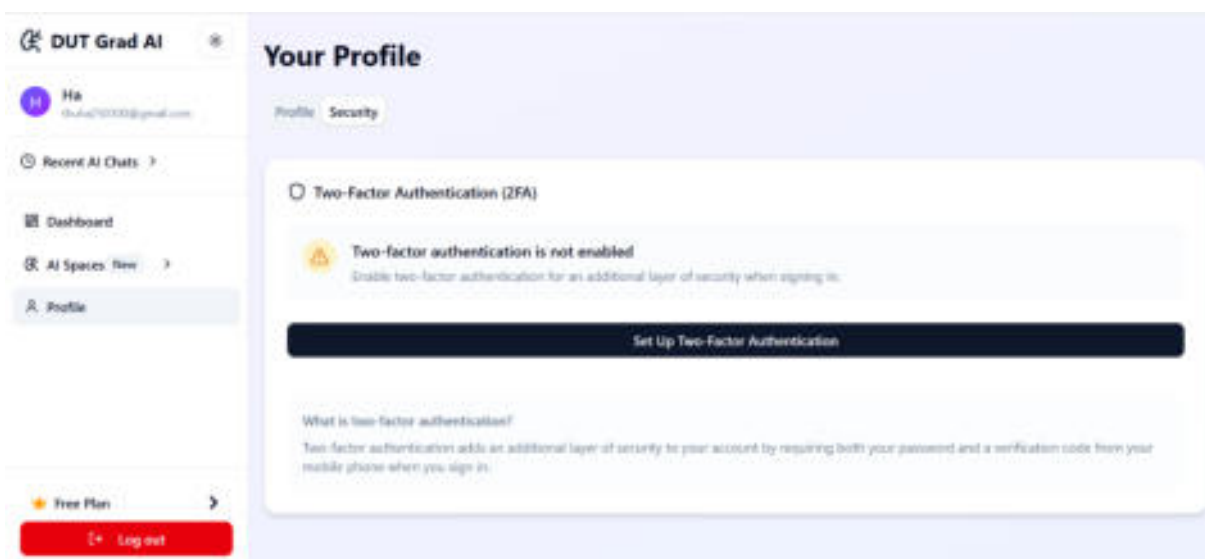 DUT Grad AI
H
Ha
Recent AI Chats
Dashboard
AI Spaces New
Profile
Free Plan
Log out
Your Profile
Profile Security
Two-Factor Authentication (2FA)
Two-factor authentication is not enabled
Enable two-factor authentication for an additional layer of security when signing in.
Set Up Two-Factor Authentication
What is two-factor authentication?
Two-factor authentication adds an additional layer of security to your account by requiring both your password and a verification code from your
mobile phone when you sign in.